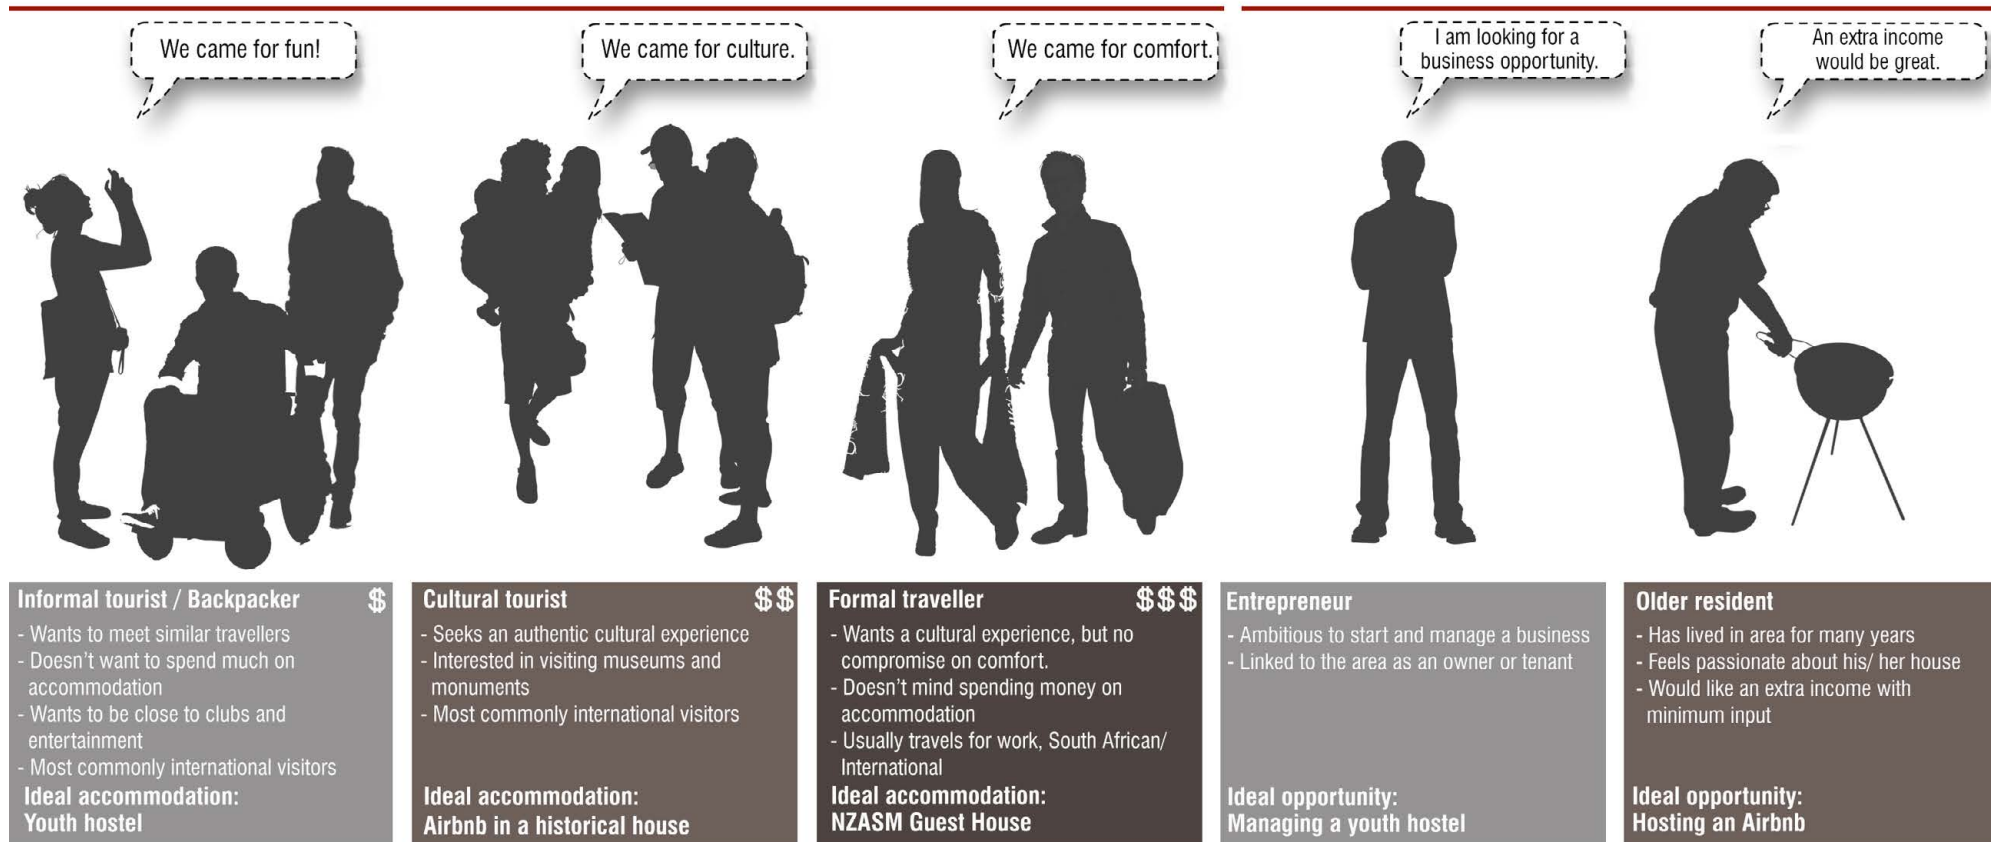 We came for fun!
We came for culture.
We came for comfort.
I am looking for a
business opportunity.
An extra income
would be great.
Informal tourist / Backpacker $
- Wants to meet similar travellers
- Doesn't want to spend much on
accommodation
- Wants to be close to clubs and
entertainment
- Most commonly international visitors
Ideal accommodation:
Youth hostel
Cultural tourist $$
- Seeks an authentic cultural experience
- Interested in visiting museums and
monuments
- Most commonly international visitors
Ideal accommodation:
Airbnb in a historical house
Formal traveller $$$
- Wants a cultural experience, but no
compromise on comfort.
- Doesn't mind spending money on
accommodation
- Usually travels for work, South African/
International
Ideal accommodation:
NZASM Guest House
Entrepreneur
- Ambitious to start and manage a business
- Linked to the area as an owner or tenant
Ideal opportunity:
Managing a youth hostel
Older resident
- Has lived in area for many years
- Feels passionate about his/ her house
- Would like an extra income with
minimum input
Ideal opportunity:
Hosting an Airbnb